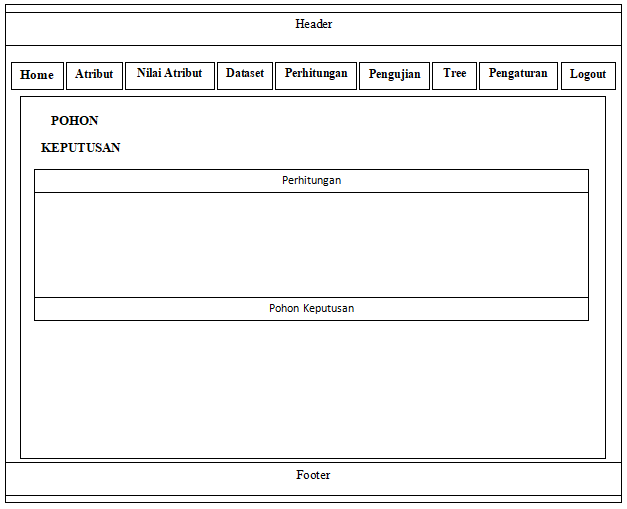 Header
Home Atribut Nilai Atribut Dataset Perhitungan Pengujian Tree Pengaturan Logout
POHON
KEPUTUSAN
Perhitungan
Pohon Keputusan
Footer